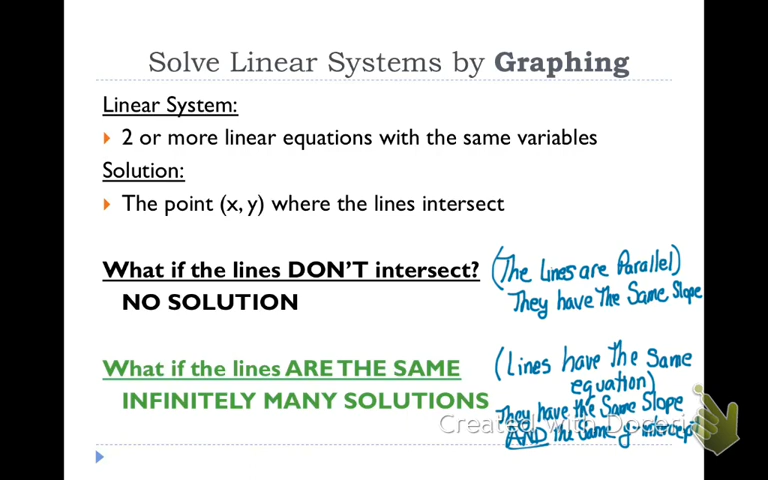 Solve Linear Systems by Graphing
Linear System:
2 or more linear equations with the same variables
Solution:
The point (x, y) where the lines intersect
What if the lines DON'T intersect?
(The Lines are Parallel)
NO SOLUTION
They have The Same Slope
What if the lines ARE THE SAME
(Lines have The Same
equation)
INFINITELY MANY SOLUTIONS
They have the Same Slope
AND the Same y-intercept
Created with Doceri